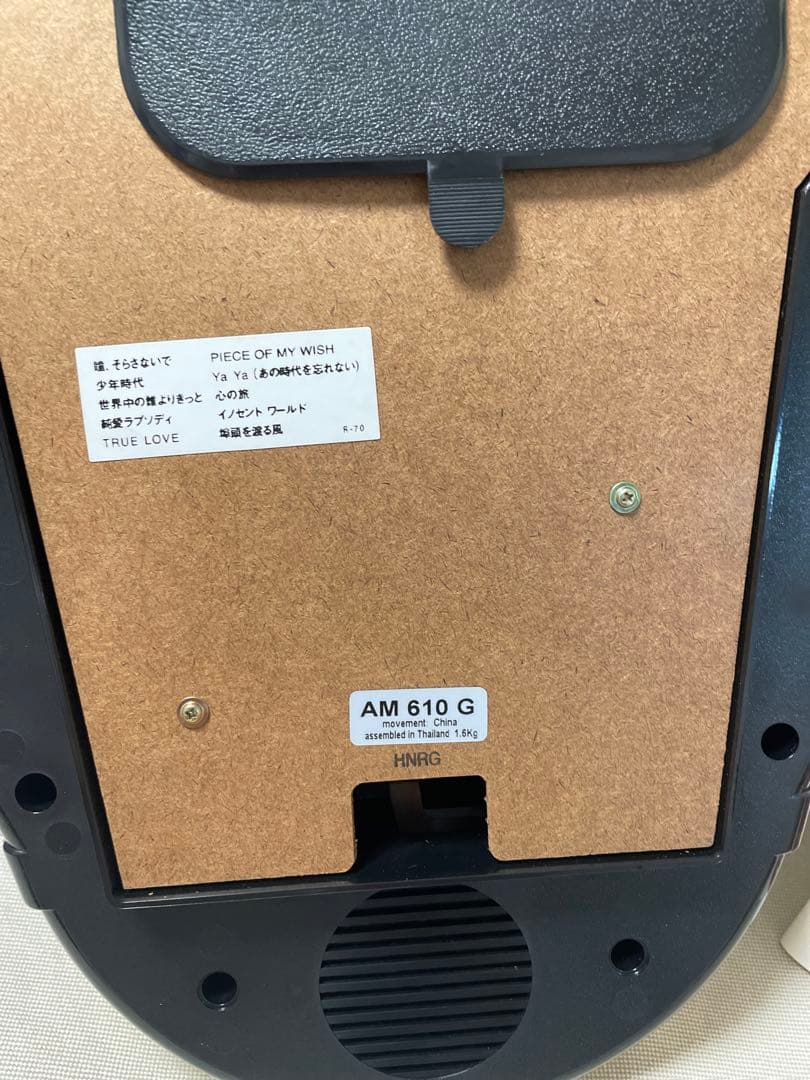 瞳、そらさないで PIECE OF MY WISH
少年時代 Ya Ya (あの時代を忘れない)
世界中の誰よりきっと 心の旅
純愛ラプソディ イノセント ワールド
TRUE LOVE 埠頭を渡る風 R-70
AM 610 G
movement: China
assembled in Thailand 1.6Kg
HNRG